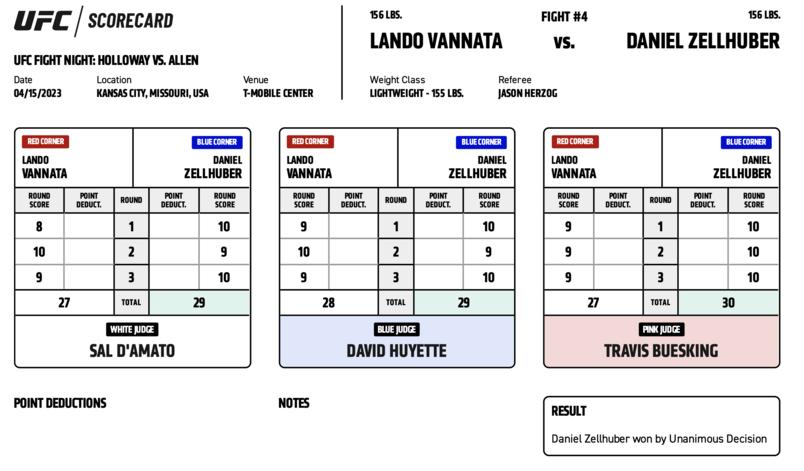 UFC / SCORECARD
UFC FIGHT NIGHT: HOLLOWAY VS. ALLEN
Date Location Venue
04/15/2023 KANSAS CITY, MISSOURI, USA T-MOBILE CENTER
156 LBS. FIGHT #4 156 LBS.
LANDO VANNATA VS. DANIEL ZELLHUBER
Weight Class Referee
LIGHTWEIGHT - 155 LBS. JASON HERZOG
RED CORNER BLUE CORNER
LANDO DANIEL
VANNATA ZELLHUBER
ROUND SCORE POINT DEDUCT. ROUND POINT DEDUCT. ROUND SCORE
8 1 10
10 2 9
9 3 10
27 TOTAL 29
WHITE JUDGE
SAL D'AMATO
RED CORNER BLUE CORNER
LANDO DANIEL
VANNATA ZELLHUBER
ROUND SCORE POINT DEDUCT. ROUND POINT DEDUCT. ROUND SCORE
9 1 10
10 2 9
9 3 10
28 TOTAL 29
BLUE JUDGE
DAVID HUYETTE
RED CORNER BLUE CORNER
LANDO DANIEL
VANNATA ZELLHUBER
ROUND SCORE POINT DEDUCT. ROUND POINT DEDUCT. ROUND SCORE
9 1 10
9 2 10
9 3 10
27 TOTAL 30
PINK JUDGE
TRAVIS BUESKING
POINT DEDUCTIONS
NOTES
RESULT
Daniel Zellhuber won by Unanimous Decision